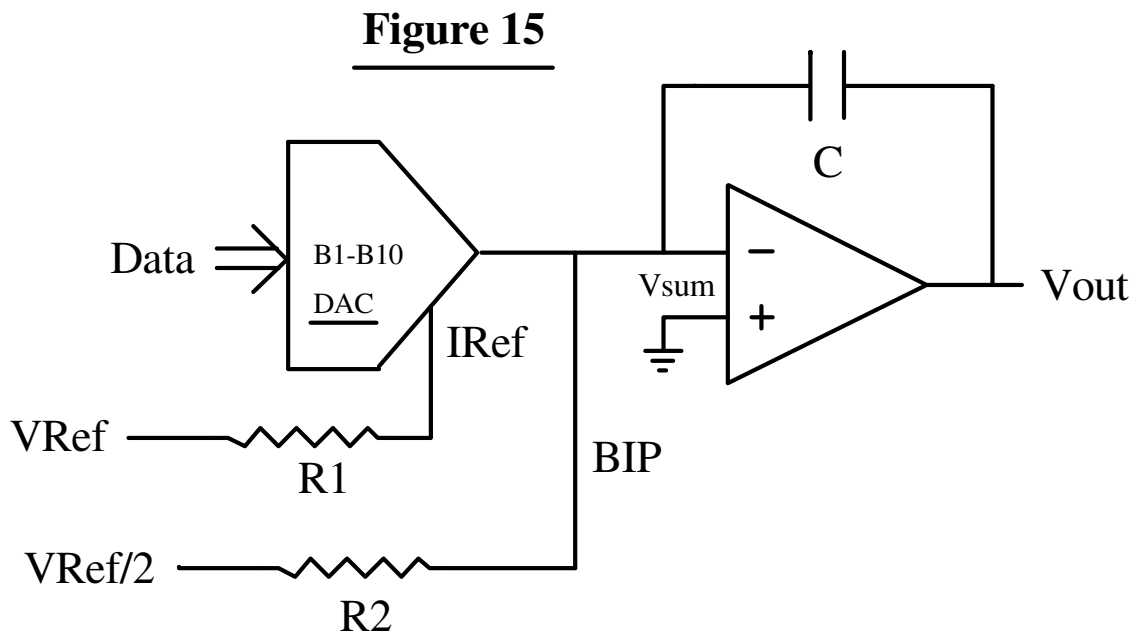 Figure 15
C
Data
B1-B10
DAC
Vsum
−
+
Vout
IRef
VRef
R1
BIP
VRef/2
R2